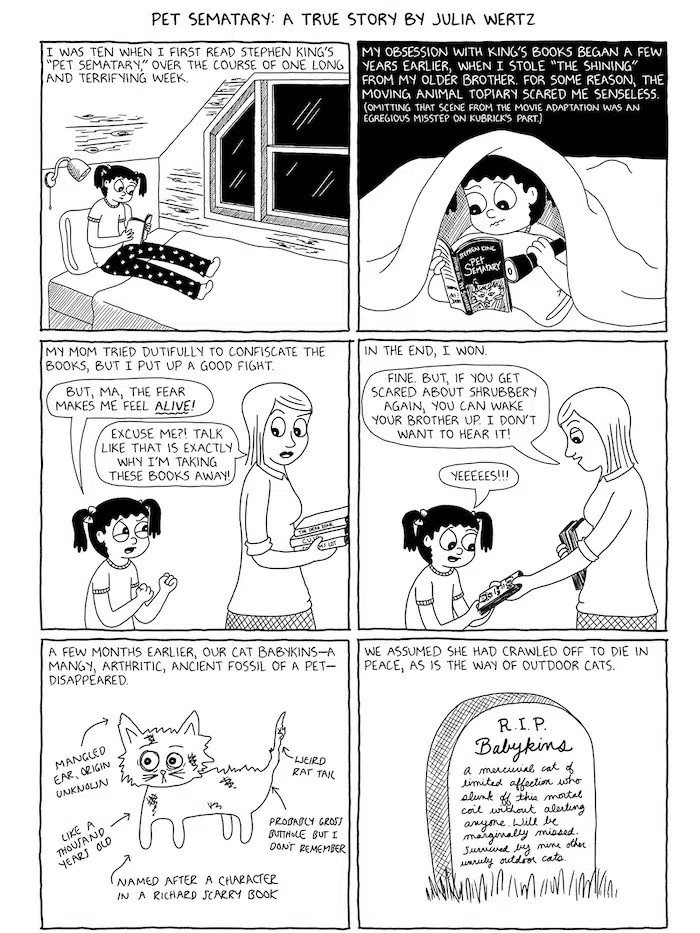 PET SEMATARY: A TRUE STORY BY JULIA WERTZ
I WAS TEN WHEN I FIRST READ STEPHEN KING'S
"PET SEMATARY," OVER THE COURSE OF ONE LONG
AND TERRIFYING WEEK.
MY OBSESSION WITH KING'S BOOKS BEGAN A FEW
YEARS EARLIER, WHEN I STOLE "THE SHINING"
FROM MY OLDER BROTHER. FOR SOME REASON, THE
MOVING ANIMAL TOPIARY SCARED ME SENSELESS.
(OMITTING THAT SCENE FROM THE MOVIE ADAPTATION WAS AN
EGREGIOUS MISSTEP ON KUBRICK'S PART.)
STEPHEN KING
PET
SEMATARY
MY MOM TRIED DUTIFULLY TO CONFISCATE THE
BOOKS, BUT I PUT UP A GOOD FIGHT.
BUT, MA, THE FEAR
MAKES ME FEEL ALIVE!
EXCUSE ME?! TALK
LIKE THAT IS EXACTLY
WHY I'M TAKING
THESE BOOKS AWAY!
THE DEAD ZONE
CUJO
LOT
IN THE END, I WON.
FINE. BUT, IF YOU GET
SCARED ABOUT SHRUBBERY
AGAIN, YOU CAN WAKE
YOUR BROTHER UP. I DON'T
WANT TO HEAR IT!
YEEEEES!!!
A FEW MONTHS EARLIER, OUR CAT BABYKINS—A
MANGY, ARTHRITIC, ANCIENT FOSSIL OF A PET—
DISAPPEARED.
MANGLED
EAR, ORIGIN
UNKNOWN
WEIRD
RAT TAIL
LIKE A
THOUSAND
YEARS OLD
PROBABLY GROSS
BUTTHOLE BUT I
DON'T REMEMBER
NAMED AFTER A CHARACTER
IN A RICHARD SCARRY BOOK
WE ASSUMED SHE HAD CRAWLED OFF TO DIE IN
PEACE, AS IS THE WAY OF OUTDOOR CATS.
R.I.P.
Babykins
A mercurial cat of
limited affection who
slunk off this mortal
coil without alerting
anyone. Will be
marginally missed.
Survived by nine other
unruly outdoor cats.